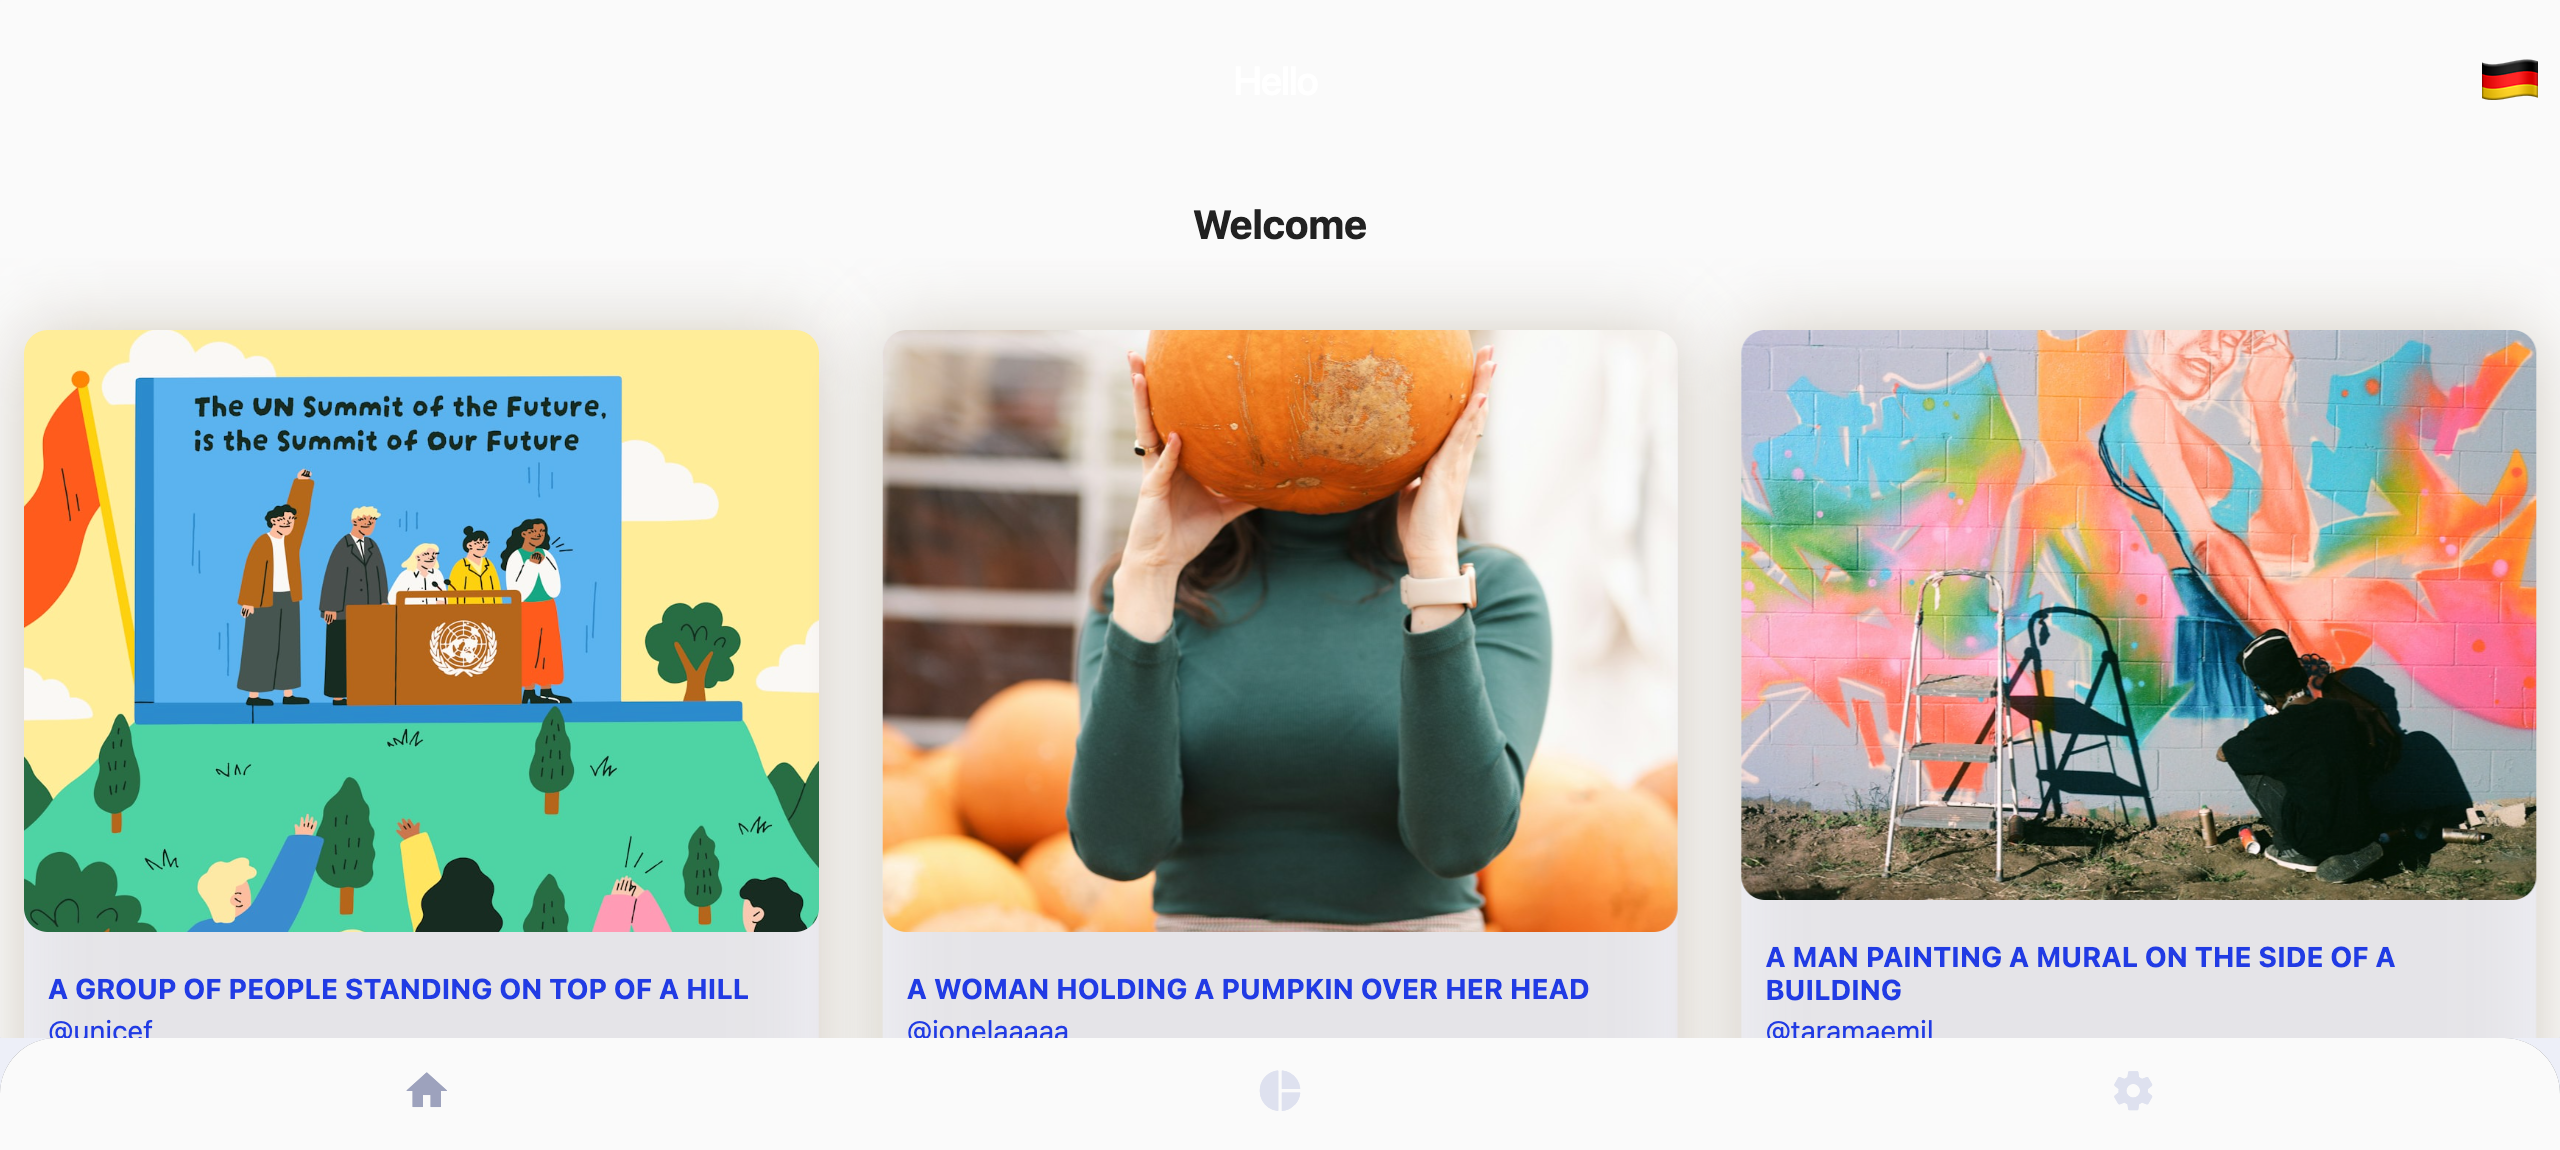 Hello
Welcome
The UN Summit of the Future,
is the Summit of Our Future
A GROUP OF PEOPLE STANDING ON TOP OF A HILL
@unicef
A WOMAN HOLDING A PUMPKIN OVER HER HEAD
@ionelaaaaa
A MAN PAINTING A MURAL ON THE SIDE OF A
BUILDING
@taramaemil